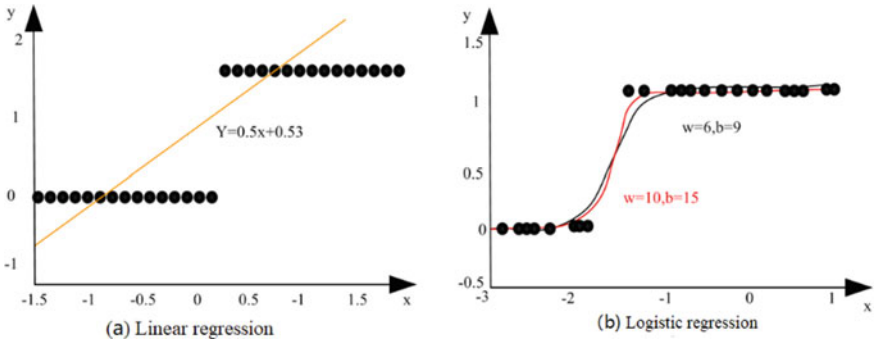 y
2
1
0
-1
-1.5 -1 -0.5 0 0.5 -1 1.5 x
Y=0.5x+0.53
(a) Linear regression
y
1.5
1
0.5
0
-0.5
-3 -2 -1 0 1 x
w=6,b=9
w=10,b=15
(b) Logistic regression